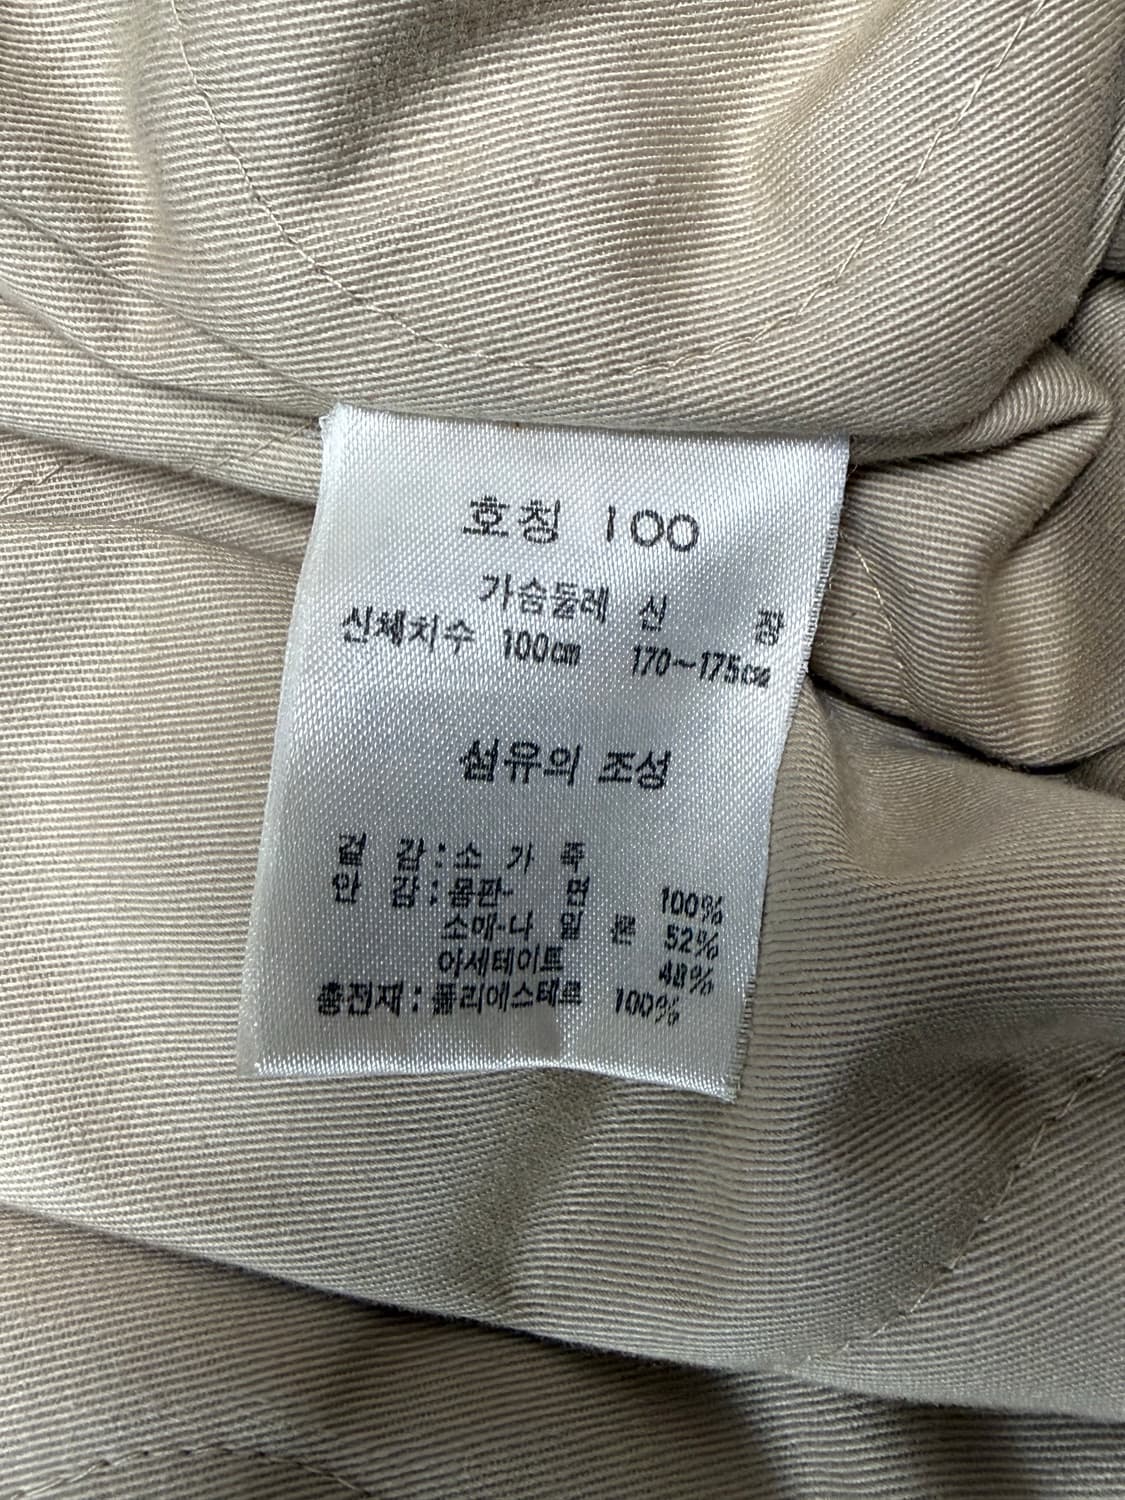 호칭 100
가슴둘레 신 장
신체치수 100㎝ 170~175㎝
섬유의 조성
겉 감:소 가 죽
안 감:몸판- 면 100%
소매-나 일 론 52%
아세테이트 48%
충전재:폴리에스테르 100%